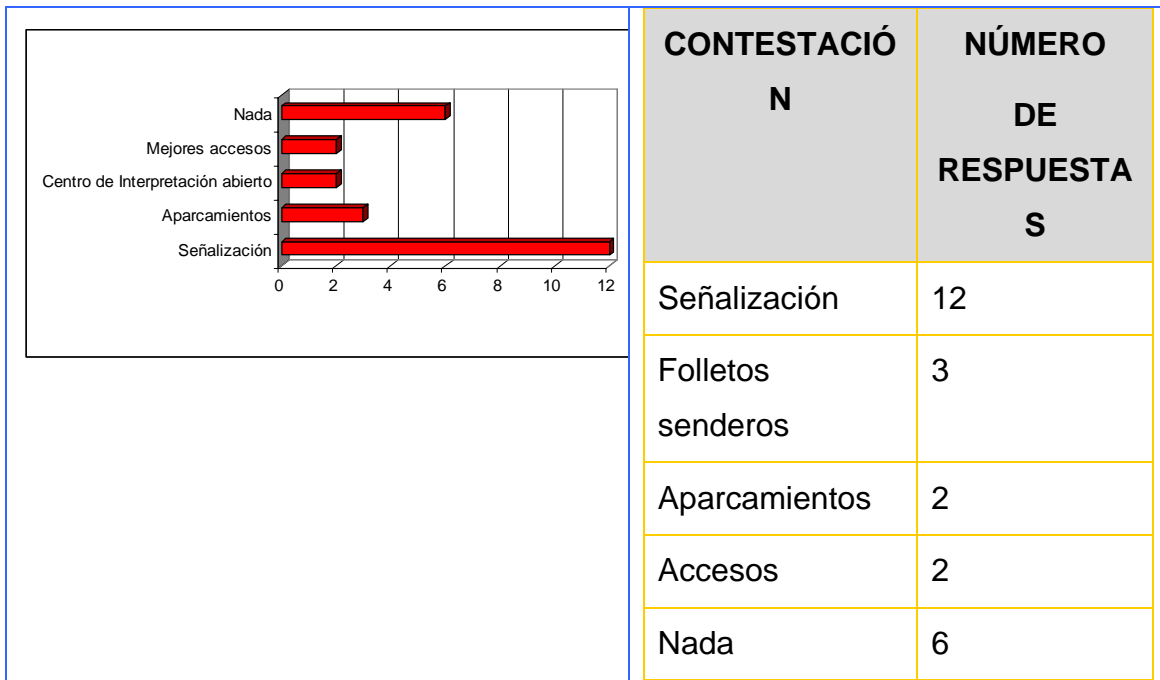 Nada
Mejores accesos
Centro de Interpretación abierto
Aparcamientos
Señalización
0 2 4 6 8 10 12
CONTESTACIÓ
N
NÚMERO
DE
RESPUESTA
S
Señalización 12
Folletos 3
senderos
Aparcamientos 2
Accesos 2
Nada 6